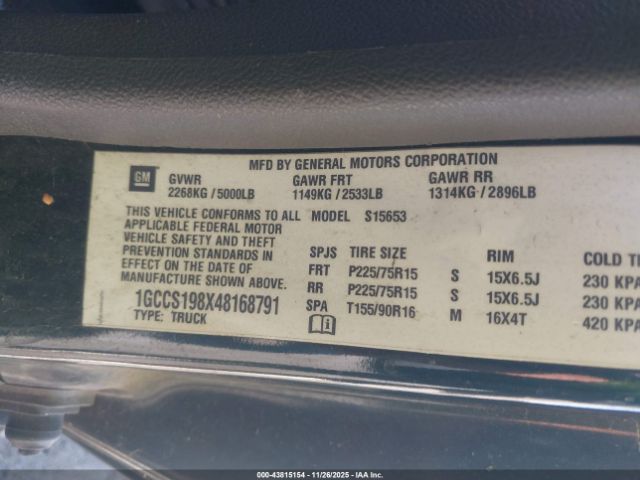 MFD BY GENERAL MOTORS CORPORATION
GM
GVWR GAWR FRT GAWR RR
2268KG / 5000LB 1149KG / 2533LB 1314KG / 2896LB
THIS VEHICLE CONFORMS TO ALL MODEL S15653
APPLICABLE FEDERAL MOTOR
VEHICLE SAFETY AND THEFT
PREVENTION STANDARDS IN
EFFECT ON THE DATE OF
MANUFACTURE SHOWN ABOVE.
1GCCS198X48168791
TYPE: TRUCK
SPJS TIRE SIZE RIM COLD T
FRT P225/75R15 S 15X6.5J 230 KPA
RR P225/75R15 S 15X6.5J 230 KPA
SPA T155/90R16 M 16X4T 420 KPA
000-43815154 | 11/26/2025 - IAAI.COM